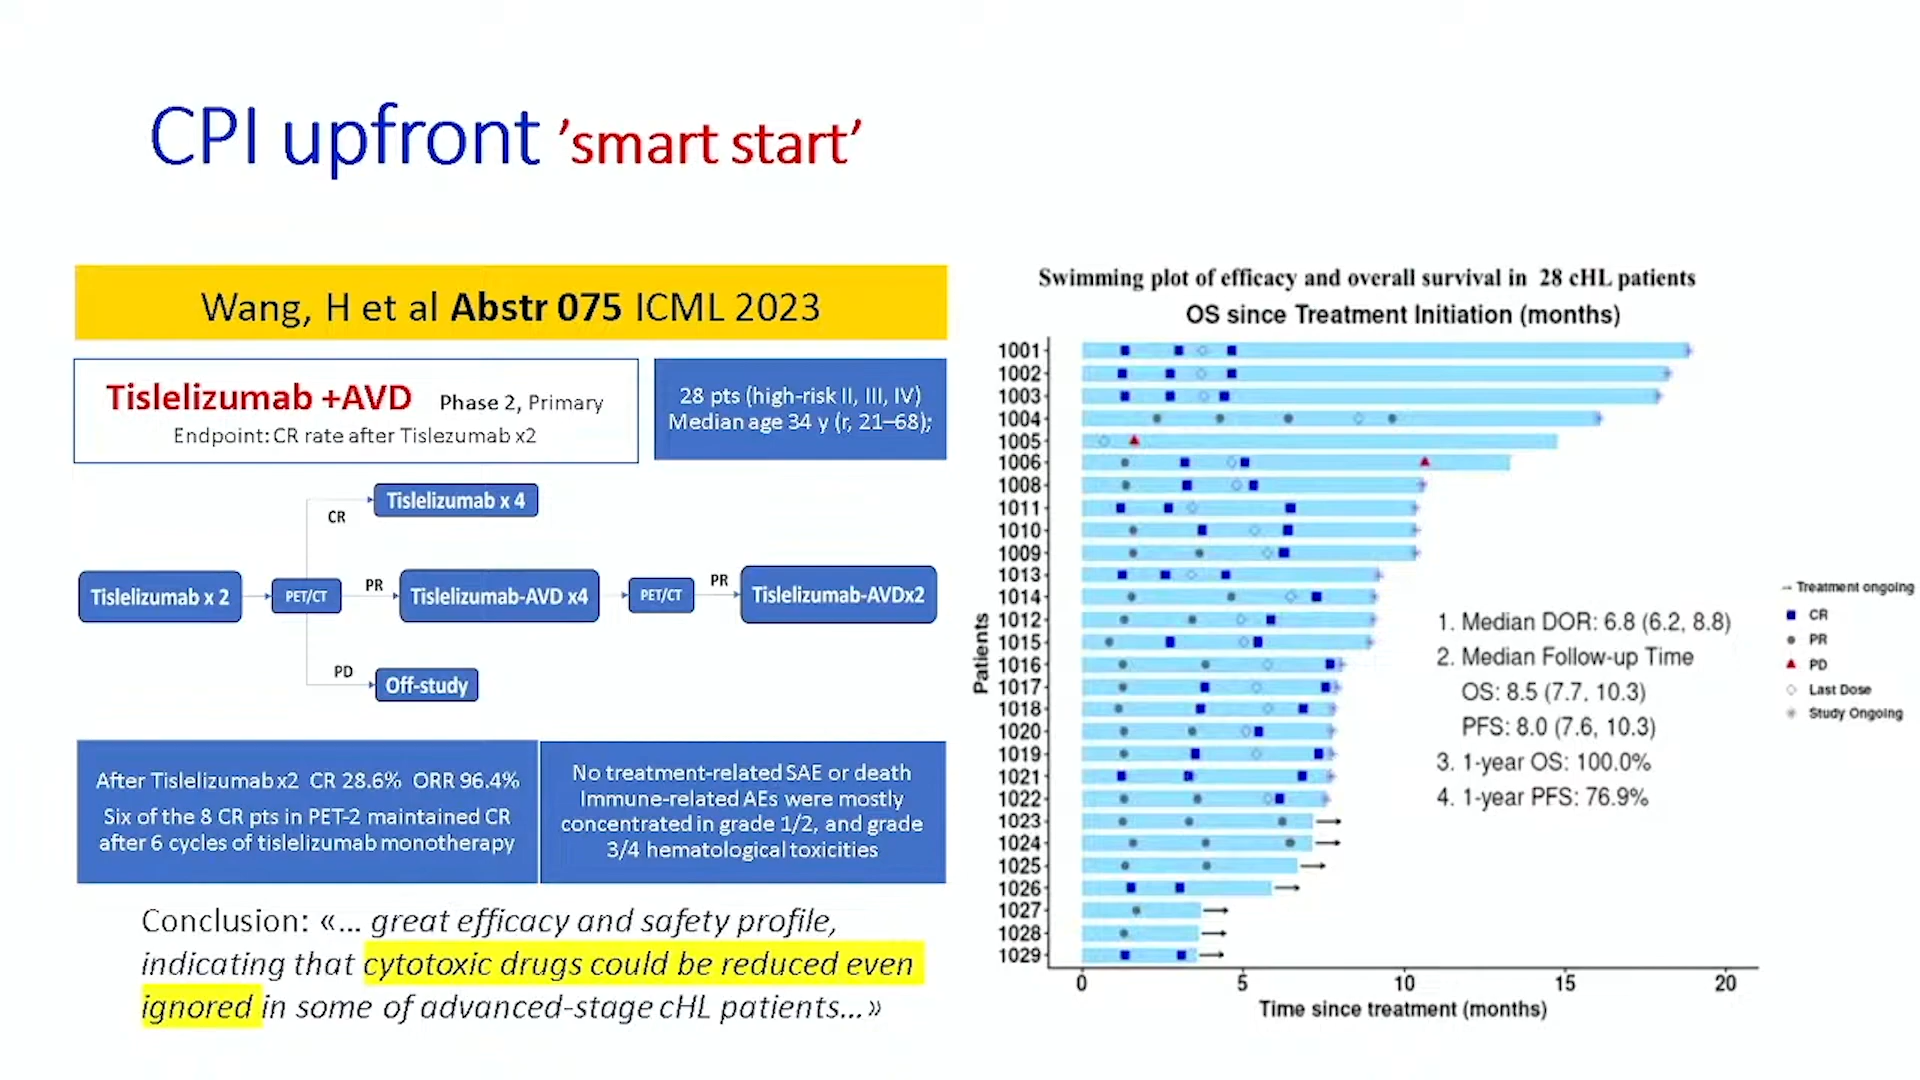 CPI upfront ’smart start’
Wang, H et al Abstr 075 ICML 2023
Tislelizumab +AVD Phase 2, Primary
Endpoint: CR rate after Tislezumab x2
28 pts (high-risk II, III, IV)
Median age 34 y (r, 21–68);
Tislelizumab x 4
CR
Tislelizumab x 2
PET/CT
PR
Tislelizumab-AVD x4
PET/CT
PR
Tislelizumab-AVDx2
PD
Off-study
After Tislelizumab x2 CR 28.6% ORR 96.4%
Six of the 8 CR pts in PET-2 maintained CR
after 6 cycles of tislelizumab monotherapy
No treatment-related SAE or death
Immune-related AEs were mostly
concentrated in grade 1/2, and grade
3/4 hematological toxicities
Conclusion: «... great efficacy and safety profile,
indicating that cytotoxic drugs could be reduced even
ignored in some of advanced-stage cHL patients...»
Swimming plot of efficacy and overall survival in 28 cHL patients
OS since Treatment Initiation (months)
Patients
1001
1002
1003
1004
1005
1006
1008
1011
1010
1009
1013
1014
1012
1015
1016
1017
1018
1020
1019
1021
1022
1023
1024
1025
1026
1027
1028
1029
0 5 10 15 20
Time since treatment (months)
1. Median DOR: 6.8 (6.2, 8.8)
2. Median Follow-up Time
OS: 8.5 (7.7, 10.3)
PFS: 8.0 (7.6, 10.3)
3. 1-year OS: 100.0%
4. 1-year PFS: 76.9%
Treatment ongoing
CR
PR
PD
Last Dose
Study Ongoing